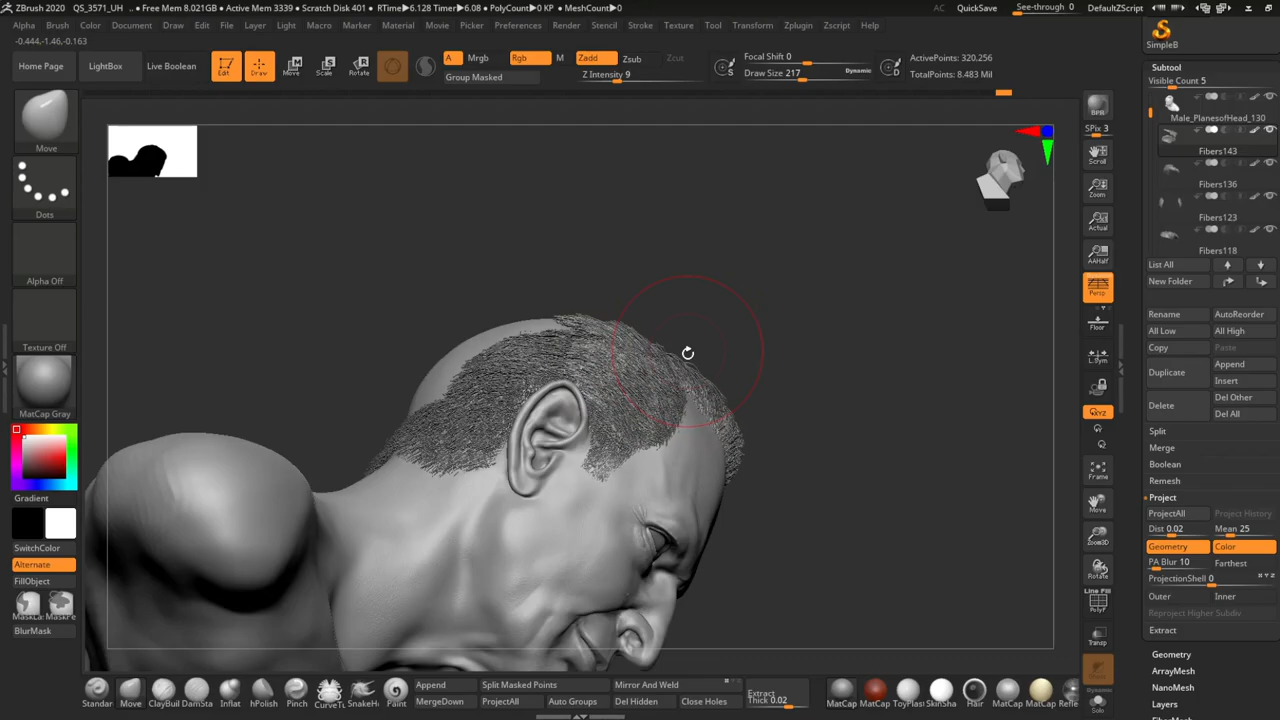 ZBrush 2020 QS_3571_UH .. • Free Mem 8.021GB • Active Mem 3339 • Scratch Disk 401 • RTime▸6.128 Timer▸6.08 • PolyCount▸0 KP • MeshCount▸0 AC QuickSave See-through 0 Menus DefaultZScript
Alpha Brush Color Document Draw Edit File Layer Light Macro Marker Material Movie Picker Preferences Render Stencil Stroke Texture Tool Transform Zplugin Zscript Help
-0.444,-1.46,-0.163
Home Page LightBox Live Boolean Edit Draw Move Scale Rotate
A Mrgb Rgb M Zadd Zsub Zcut
Group Masked Z Intensity 9
Focal Shift 0
Draw Size 217 Dynamic
ActivePoints: 320,256
TotalPoints: 8.483 Mil
Move
Dots
Alpha Off
Texture Off
MatCap Gray
Gradient
SwitchColor
Alternate
FillObject
BlurMask
BPR
SPix 3
Scroll
Zoom
Actual
AAHalf
Persp
Floor
L.Sym
XYZ
Frame
Move
Zoom3D
Rotate
Line Fill
PolyF
Transp
Dynamic
Solo
SimpleB
Subtool
Visible Count 5
Male_PlanesofHead_130
Fibers143
Fibers136
Fibers123
Fibers118
List All
New Folder
Rename AutoReorder
All Low All High
Copy Paste
Duplicate Append
Insert
Delete Del Other
Del All
Split
Merge
Boolean
Remesh
Project
ProjectAll Project History
Dist 0.02 Mean 25
Geometry Color
PA Blur 10 Farthest
ProjectionShell 0
Outer Inner
Reproject Higher Subdiv
Extract
Geometry
ArrayMesh
NanoMesh
Layers
Standar Move ClayBuil DamSta Inflat hPolish Pinch CurveTu SnakeH Paint
Append Split Masked Points Mirror And Weld
MergeDown ProjectAll Auto Groups Close Holes
Extract
Thick 0.02
MatCap MatCap ToyPlas SkinSha Hair MatCap MatCap Refle